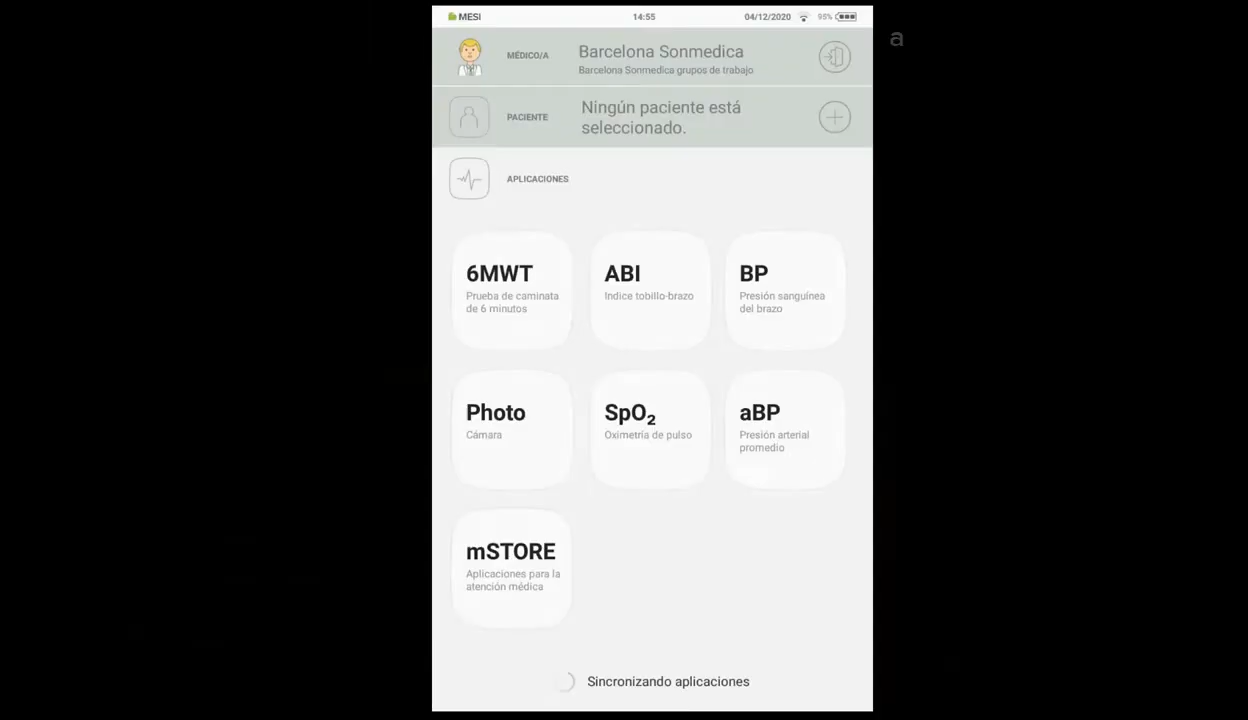 MESI
14:55
04/12/2020 95%
a
MÉDICO/A
Barcelona Sonmedica
Barcelona Sonmedica grupos de trabajo
PACIENTE
Ningún paciente está
seleccionado.
APLICACIONES
6MWT
Prueba de caminata
de 6 minutos
ABI
Indice tobillo-brazo
BP
Presión sanguínea
del brazo
Photo
Cámara
SpO₂
Oximetría de pulso
aBP
Presión arterial
promedio
mSTORE
Aplicaciones para la
atención médica
Sincronizando aplicaciones